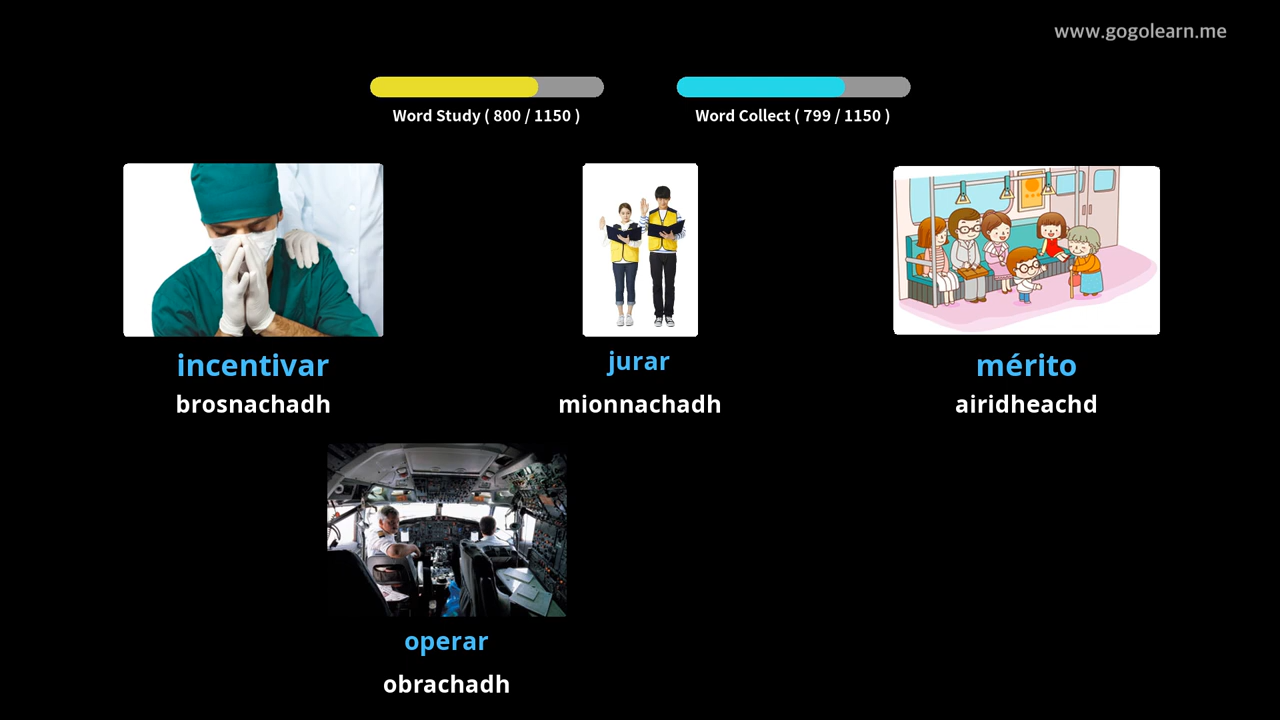 www.gogolearn.me
Word Study ( 800 / 1150 )
Word Collect ( 799 / 1150 )
incentivar
brosnachadh
jurar
mionnachadh
mérito
airidheachd
operar
obrachadh